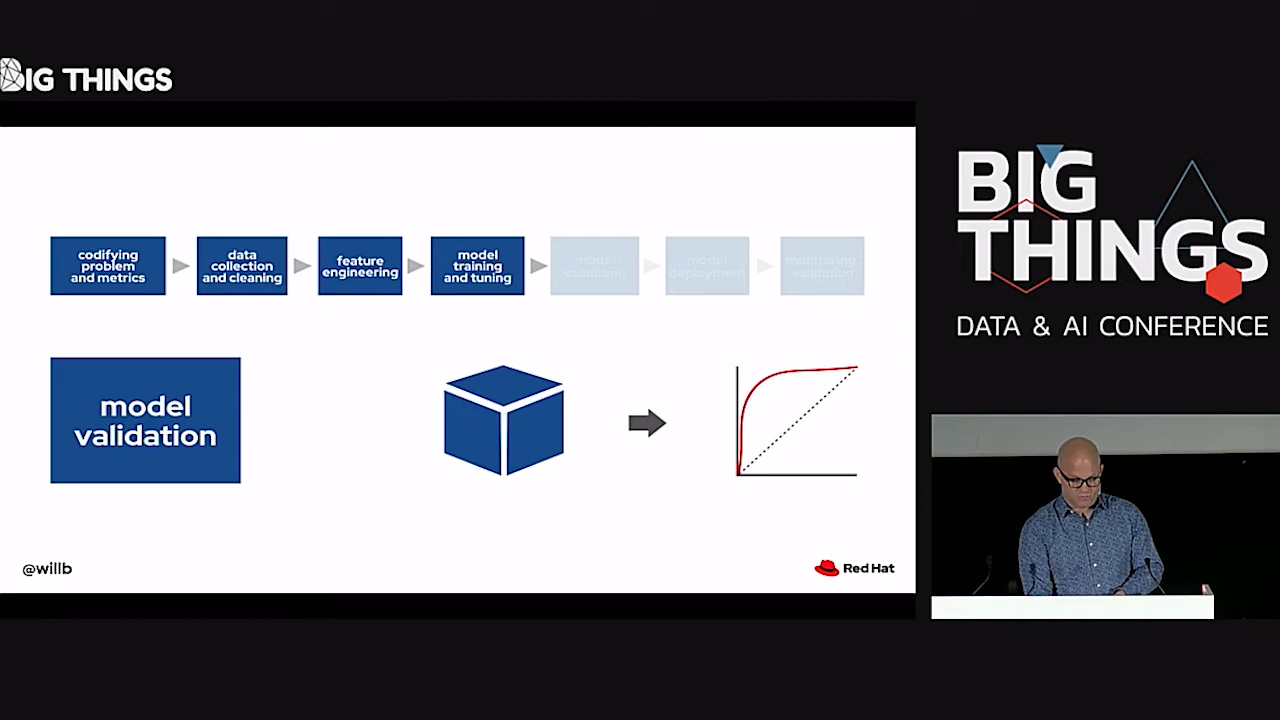 BIG THINGS
codifying
problem
and metrics
data
collection
and cleaning
feature
engineering
model
training
and tuning
model
validation
model
deployment
monitoring,
validation
model
validation
@willb
Red Hat
BIG
THINGS
DATA & AI CONFERENCE